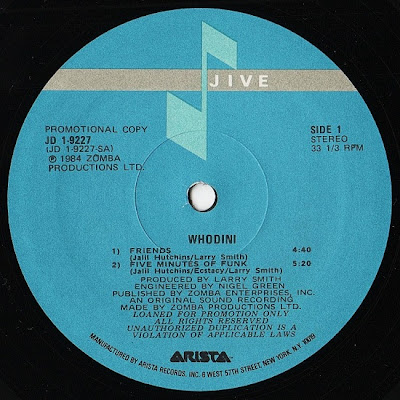 JIVE
PROMOTIONAL COPY
JD 1-9227
(JD 1-9227-SA)
℗ 1984 ZOMBA
PRODUCTIONS LTD.
SIDE 1
STEREO
33 1/3 RPM
WHODINI
1) FRIENDS 4:40
(Jalil Hutchins/Larry Smith)
2) FIVE MINUTES OF FUNK 5:20
(Jalil Hutchins/Ecstacy/Larry Smith)
PRODUCED BY LARRY SMITH
ENGINEERED BY NIGEL GREEN
PUBLISHED BY ZOMBA ENTERPRISES, INC.
AN ORIGINAL SOUND RECORDING
MADE BY ZOMBA PRODUCTIONS LTD.
LOANED FOR PROMOTION ONLY
ALL RIGHTS RESERVED
UNAUTHORIZED DUPLICATION IS A
VIOLATION OF APPLICABLE LAWS
ARISTA
MANUFACTURED BY ARISTA RECORDS, INC. 6 WEST 57TH STREET, NEW YORK, N.Y.